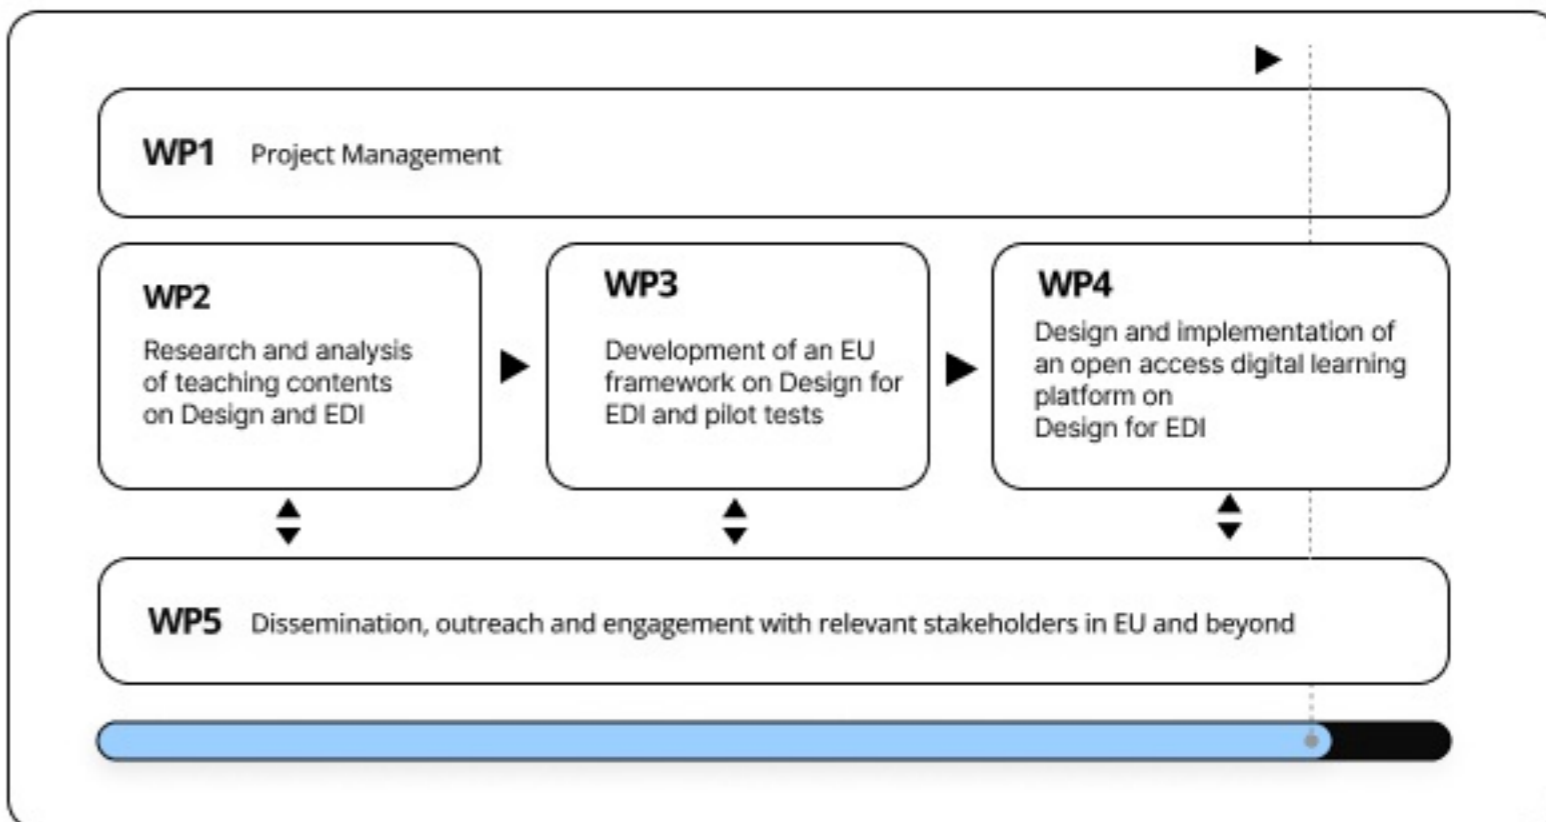 WP1 Project Management
WP2
Research and analysis
of teaching contents
on Design and EDI
WP3
Development of an EU
framework on Design for
EDI and pilot tests
WP4
Design and implementation of
an open access digital learning
platform on
Design for EDI
WP5 Dissemination, outreach and engagement with relevant stakeholders in EU and beyond